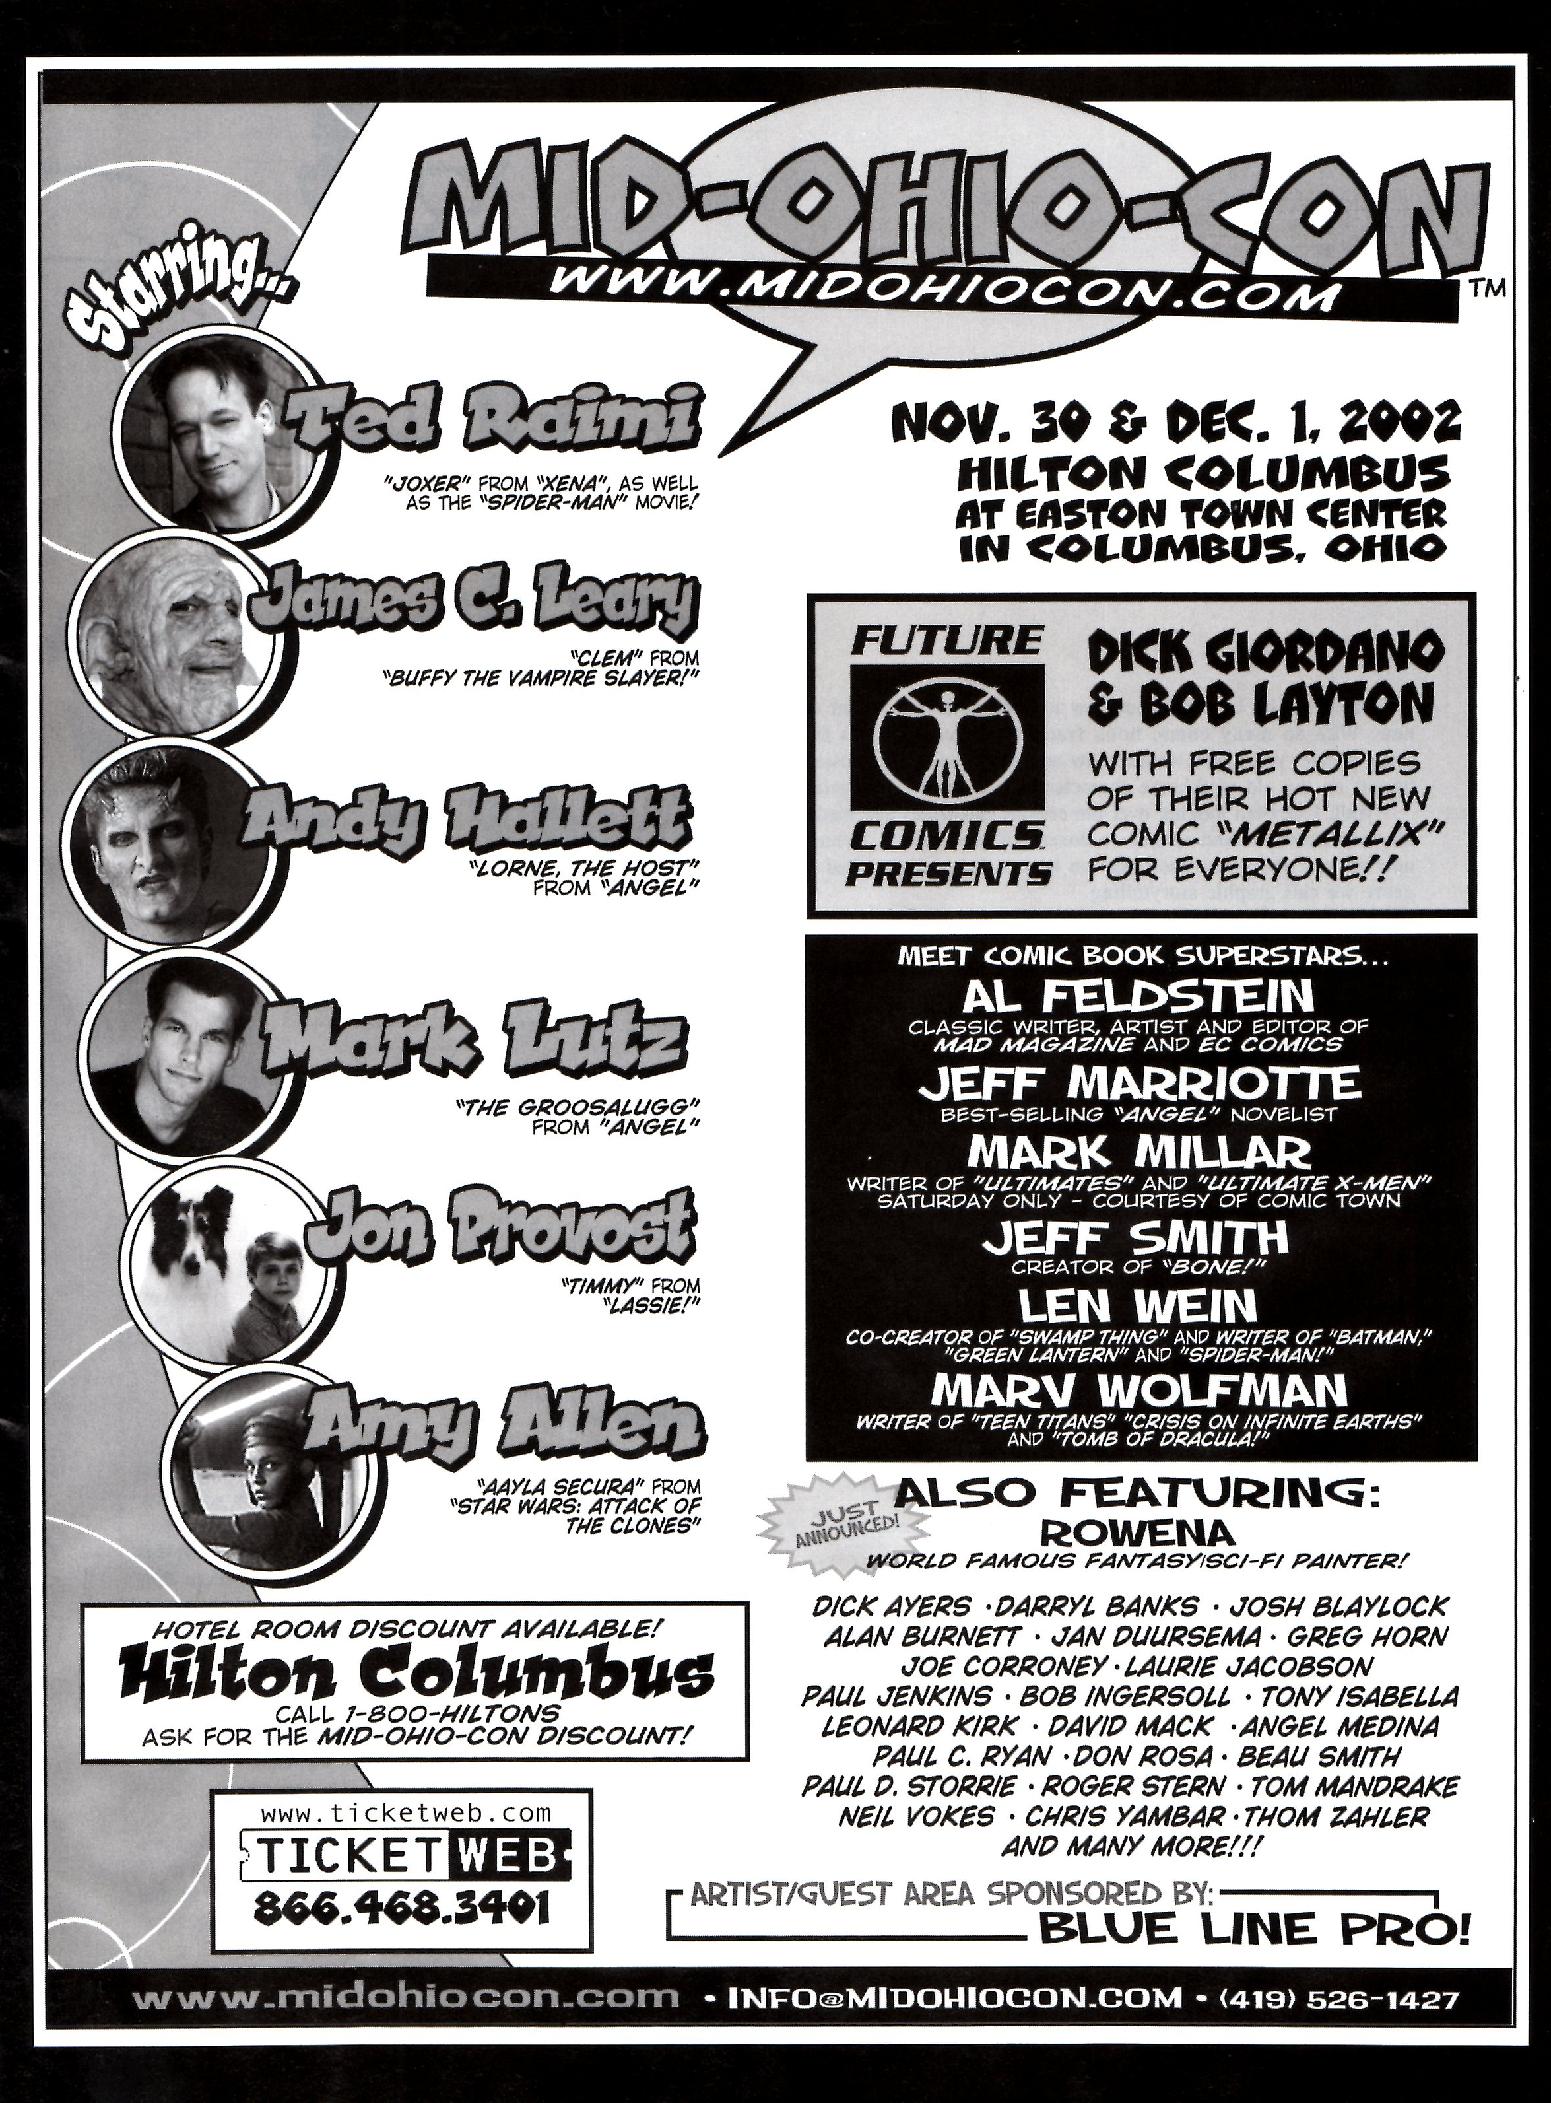 MID-OHIO-CON
WWW.MIDOHIOCON.COM
TM
Starring...
Ted Raimi
"JOXER" FROM "XENA", AS WELL
AS THE "SPIDER-MAN" MOVIE!
James C. Leary
"CLEM" FROM
"BUFFY THE VAMPIRE SLAYER!"
Andy Hallett
"LORNE, THE HOST"
FROM "ANGEL"
Mark Lutz
"THE GROOSALUGG"
FROM "ANGEL"
Jon Provost
"TIMMY" FROM
"LASSIE!"
Amy Allen
"AAYLA SECURA" FROM
"STAR WARS: ATTACK OF
THE CLONES"
HOTEL ROOM DISCOUNT AVAILABLE!
Hilton Columbus
CALL 1-800-HILTONS
ASK FOR THE MID-OHIO-CON DISCOUNT!
www.ticketweb.com
TICKETWEB
866.468.3401
NOV. 30 & DEC. 1, 2002
HILTON COLUMBUS
AT EASTON TOWN CENTER
IN COLUMBUS, OHIO
FUTURE
COMICS
PRESENTS
DICK GIORDANO
& BOB LAYTON
WITH FREE COPIES
OF THEIR HOT NEW
COMIC "METALLIX"
FOR EVERYONE!!
MEET COMIC BOOK SUPERSTARS...
AL FELDSTEIN
CLASSIC WRITER, ARTIST AND EDITOR OF
MAD MAGAZINE AND EC COMICS
JEFF MARRIOTTE
BEST-SELLING "ANGEL" NOVELIST
MARK MILLAR
WRITER OF "ULTIMATES" AND "ULTIMATE X-MEN"
SATURDAY ONLY - COURTESY OF COMIC TOWN
JEFF SMITH
CREATOR OF "BONE!"
LEN WEIN
CO-CREATOR OF "SWAMP THING" AND WRITER OF "BATMAN,"
"GREEN LANTERN" AND "SPIDER-MAN!"
MARV WOLFMAN
WRITER OF "TEEN TITANS" "CRISIS ON INFINITE EARTHS"
AND "TOMB OF DRACULA!"
JUST
ANNOUNCED!
ALSO FEATURING:
ROWENA
WORLD FAMOUS FANTASY/SCI-FI PAINTER!
DICK AYERS · DARRYL BANKS · JOSH BLAYLOCK
ALAN BURNETT · JAN DUURSEMA · GREG HORN
JOE CORRONEY · LAURIE JACOBSON
PAUL JENKINS · BOB INGERSOLL · TONY ISABELLA
LEONARD KIRK · DAVID MACK · ANGEL MEDINA
PAUL C. RYAN · DON ROSA · BEAU SMITH
PAUL D. STORRIE · ROGER STERN · TOM MANDRAKE
NEIL VOKES · CHRIS YAMBAR · THOM ZAHLER
AND MANY MORE!!!
ARTIST/GUEST AREA SPONSORED BY:
BLUE LINE PRO!
www.midohiocon.com • INFO@MIDOHIOCON.COM • (419) 526-1427